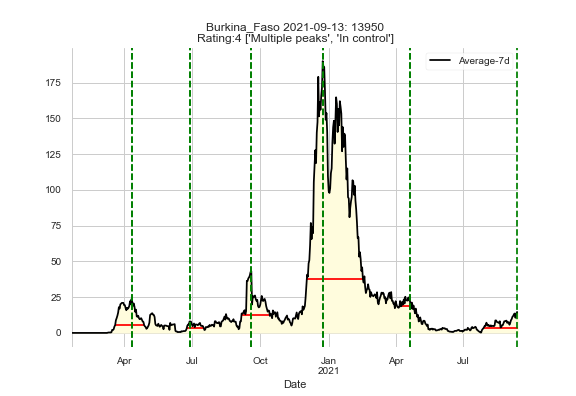 Burkina_Faso 2021-09-13: 13950
Rating:4 ['Multiple peaks', 'In control']
Average-7d
175
150
125
100
75
50
25
0
Apr Jul Oct Jan Apr Jul
2021
Date